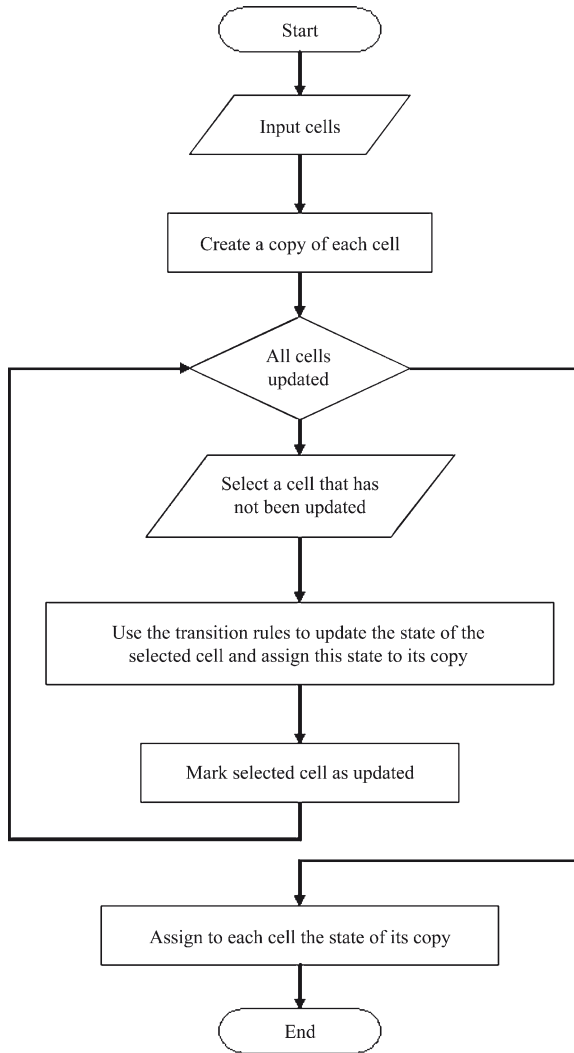 Start
Input cells
Create a copy of each cell
All cells
updated
Select a cell that has
not been updated
Use the transition rules to update the state of the
selected cell and assign this state to its copy
Mark selected cell as updated
Assign to each cell the state of its copy
End